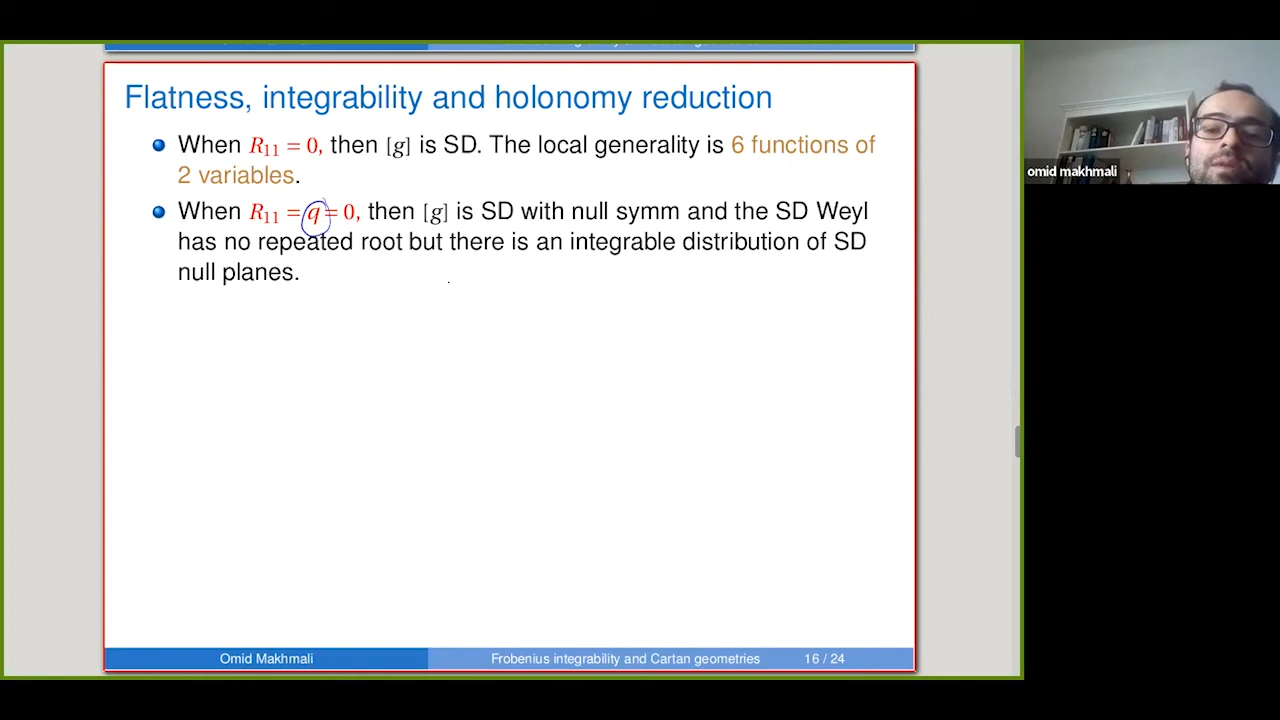 Flatness, integrability and holonomy reduction
When R₁₁ = 0, then [g] is SD. The local generality is 6 functions of
2 variables.
When R₁₁ = q = 0, then [g] is SD with null symm and the SD Weyl
has no repeated root but there is an integrable distribution of SD
null planes.
Omid Makhmali
Frobenius integrability and Cartan geometries
16 / 24
omid makhmali